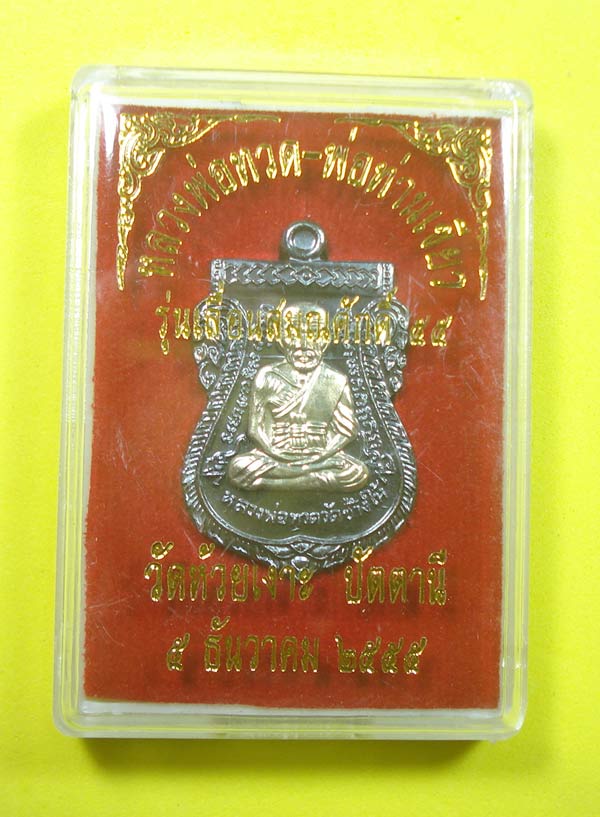 หลวงพ่อทวด-พ่อท่านเขียว
รุ่นเลื่อนสมณศักดิ์ ๕๕
หลวงพ่อทวดวัดช้างให้
วัดห้วยเงาะ ปัตตานี
๕ ธันวาคม ๒๕๕๕